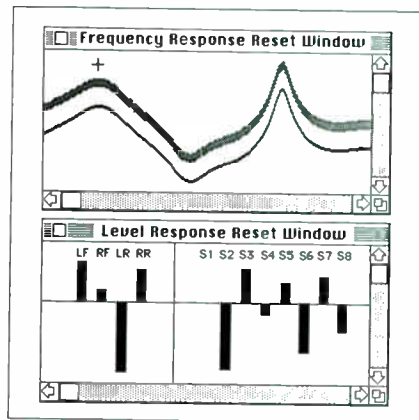 Frequency Response Reset Window
Level Response Reset Window
LF RF LR RR S1 S2 S3 S4 S5 S6 S7 S8